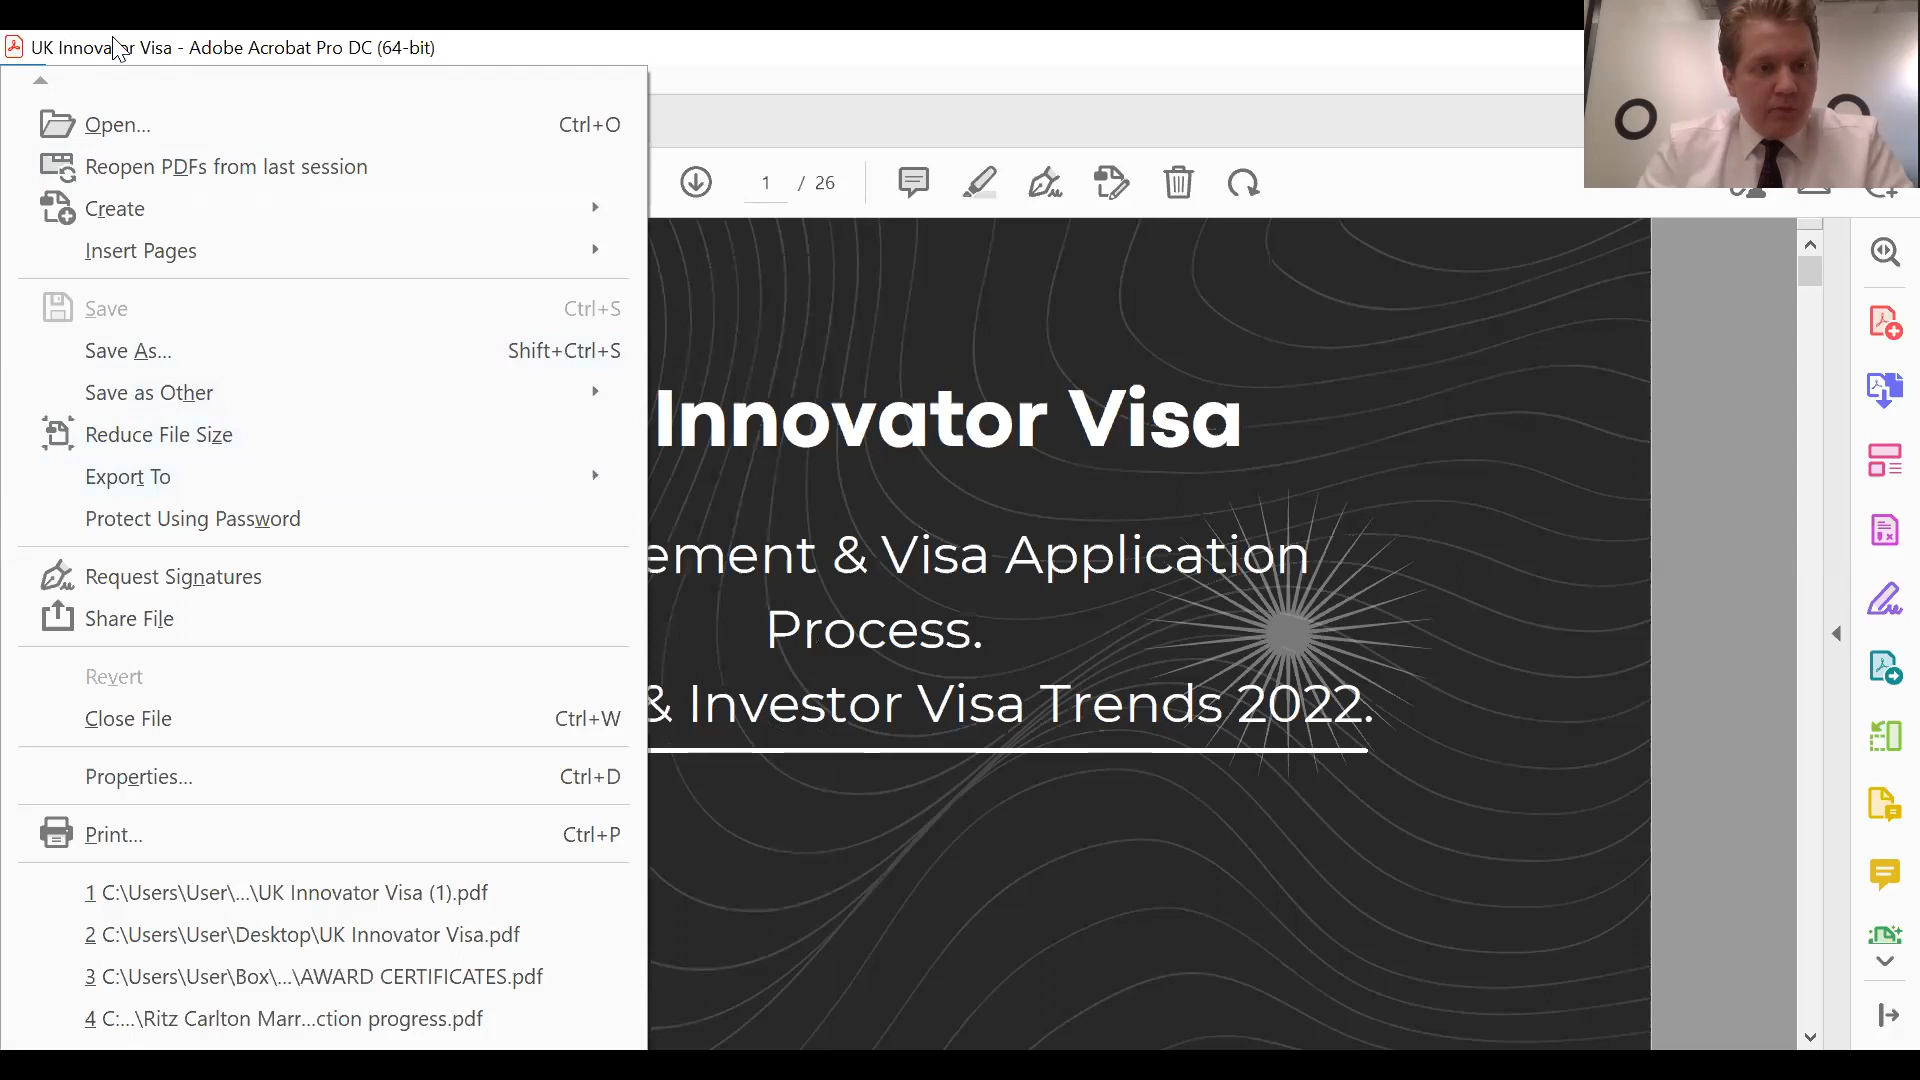 UK Innovator Visa - Adobe Acrobat Pro DC (64-bit)
Open... Ctrl+O
Reopen PDFs from last session
Create
Insert Pages
Save Ctrl+S
Save As... Shift+Ctrl+S
Save as Other
Reduce File Size
Export To
Protect Using Password
Request Signatures
Share File
Revert
Close File Ctrl+W
Properties... Ctrl+D
Print... Ctrl+P
1 C:\Users\User\...\UK Innovator Visa (1).pdf
2 C:\Users\User\Desktop\UK Innovator Visa.pdf
3 C:\Users\User\Box\...\AWARD CERTIFICATES.pdf
4 C:...\Ritz Carlton Marr...ction progress.pdf
1 / 26
Innovator Visa
ement & Visa Application
Process.
& Investor Visa Trends 2022.